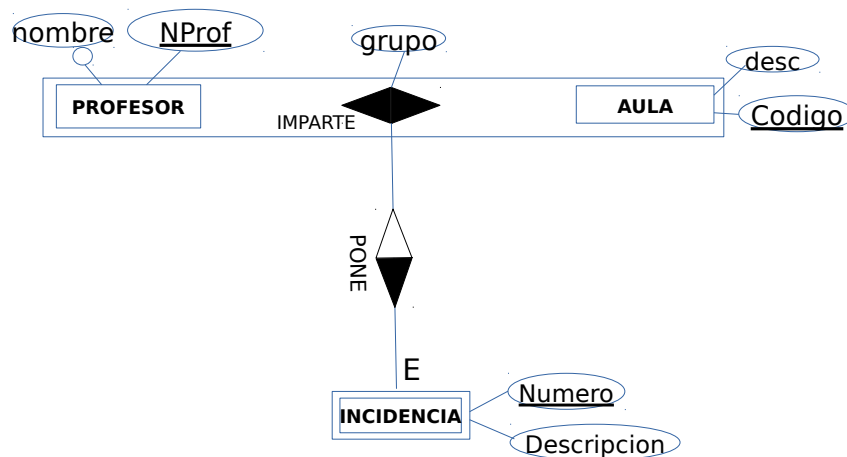 nombre
NProf
grupo
desc
PROFESOR
AULA
Codigo
IMPARTE
PONE
E
Numero
INCIDENCIA
Descripcion